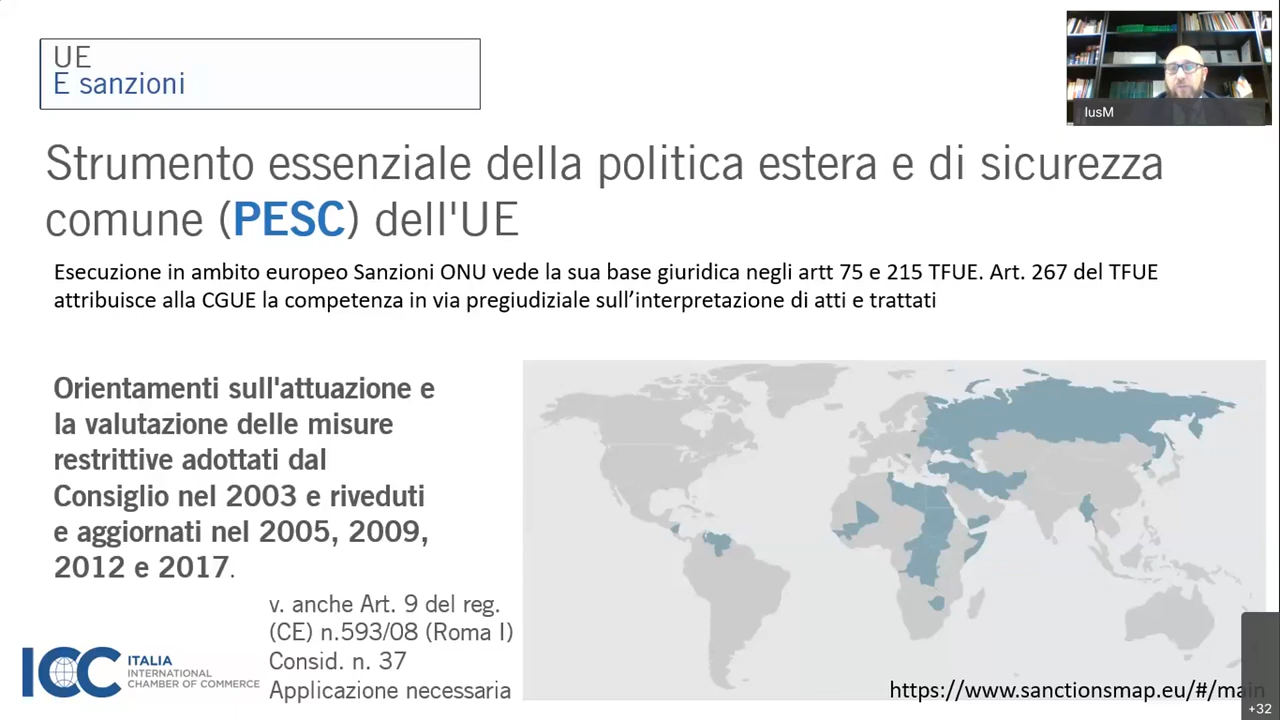 UE
E sanzioni
IusM
Strumento essenziale della politica estera e di sicurezza
comune (PESC) dell'UE
Esecuzione in ambito europeo Sanzioni ONU vede la sua base giuridica negli artt 75 e 215 TFUE. Art. 267 del TFUE
attribuisce alla CGUE la competenza in via pregiudiziale sull’interpretazione di atti e trattati
Orientamenti sull'attuazione e
la valutazione delle misure
restrittive adottati dal
Consiglio nel 2003 e riveduti
e aggiornati nel 2005, 2009,
2012 e 2017.
v. anche Art. 9 del reg.
(CE) n.593/08 (Roma I)
Consid. n. 37
Applicazione necessaria
ICC ITALIA
INTERNATIONAL
CHAMBER OF COMMERCE
https://www.sanctionsmap.eu/#/main
+32